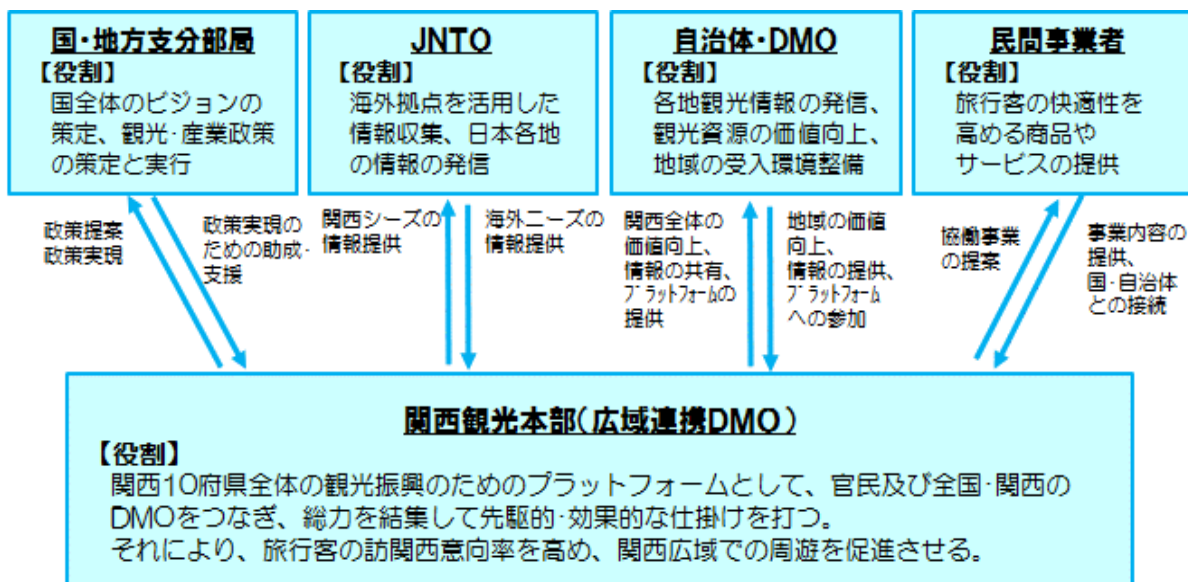 国・地方支分部局
【役割】
国全体のビジョンの
策定、観光・産業政策
の策定と実行
JNTO
【役割】
海外拠点を活用した
情報収集、日本各地
の情報の発信
自治体・DMO
【役割】
各地観光情報の発信、
観光資源の価値向上、
地域の受入環境整備
民間事業者
【役割】
旅行客の快適性を
高める商品や
サービスの提供
政策提案
政策実現
政策実現の
ための助成・
支援
関西シーズの
情報提供
海外ニーズの
情報提供
関西全体の
価値向上、
情報の共有、
プラットフォームの
提供
地域の価値
向上、
情報の提供、
プラットフォーム
への参加
協働事業
の提案
事業内容の
提供、
国・自治体
との接続
関西観光本部(広域連携DMO)
【役割】
関西10府県全体の観光振興のためのプラットフォームとして、官民及び全国・関西の
DMOをつなぎ、総力を結集して先駆的・効果的な仕掛けを打つ。
それにより、旅行客の訪関西意向率を高め、関西広域での周遊を促進させる。